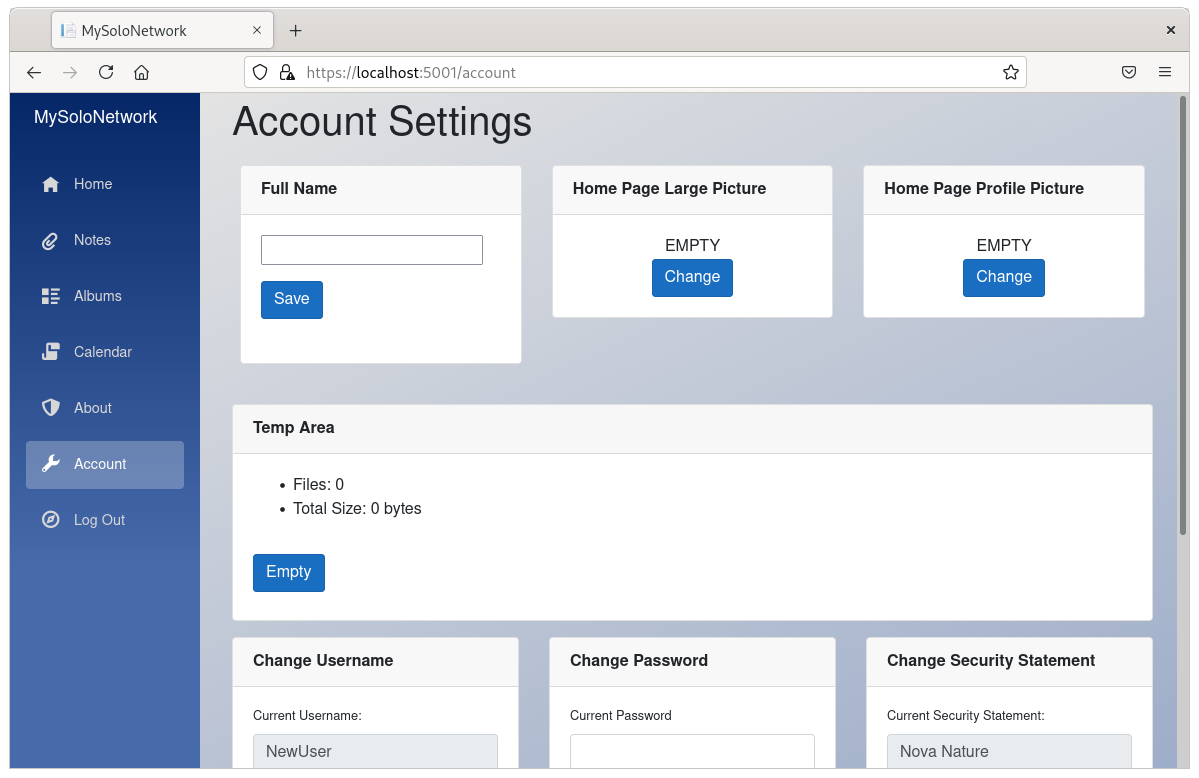 MySoloNetwork
https://localhost:5001/account
MySoloNetwork
Home
Notes
Albums
Calendar
About
Account
Log Out
Account Settings
Full Name
Save
Home Page Large Picture
EMPTY
Change
Home Page Profile Picture
EMPTY
Change
Temp Area
Files: 0
Total Size: 0 bytes
Empty
Change Username
Current Username:
NewUser
Change Password
Current Password
Change Security Statement
Current Security Statement:
Nova Nature